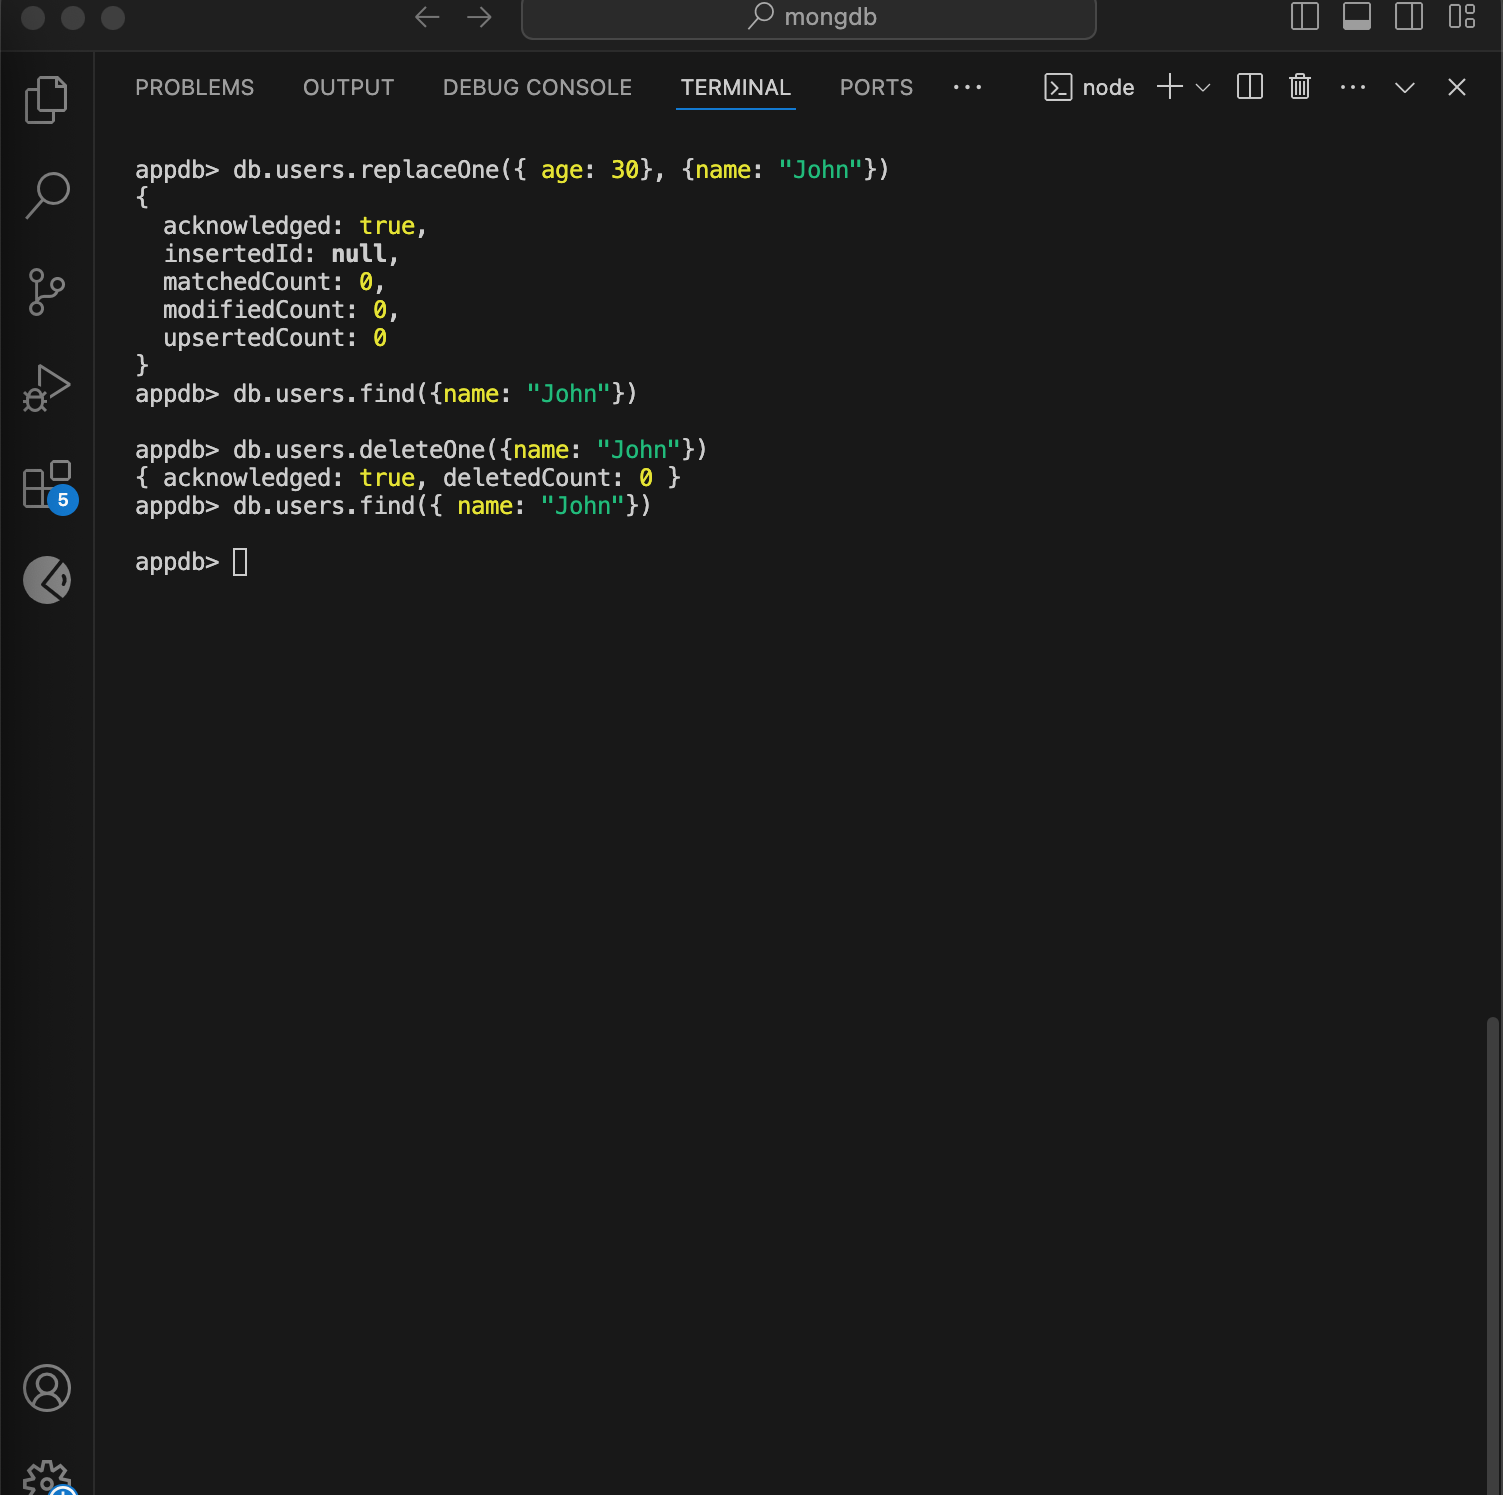 mongdb
PROBLEMS OUTPUT DEBUG CONSOLE TERMINAL PORTS ··· node
appdb> db.users.replaceOne({ age: 30}, {name: "John"})
{
  acknowledged: true,
  insertedId: null,
  matchedCount: 0,
  modifiedCount: 0,
  upsertedCount: 0
}
appdb> db.users.find({name: "John"})
appdb> db.users.deleteOne({name: "John"})
{ acknowledged: true, deletedCount: 0 }
appdb> db.users.find({ name: "John"})
5
appdb>